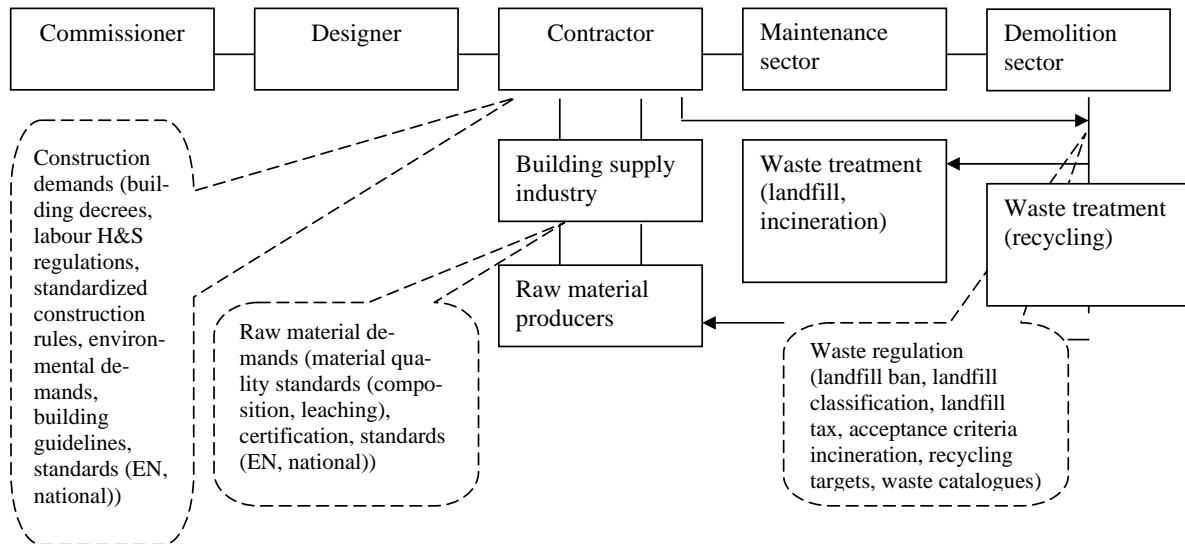 Commissioner
Designer
Contractor
Maintenance
sector
Demolition
sector
Building supply
industry
Waste treatment
(landfill,
incineration)
Waste treatment
(recycling)
Raw material
producers
Construction
demands (buil-
ding decrees,
labour H&S
regulations,
standardized
construction
rules, environ-
mental de-
mands,
building
guidelines,
standards (EN,
national))
Raw material de-
mands (material qua-
lity standards (compo-
sition, leaching),
certification, standards
(EN, national))
Waste regulation
(landfill ban, landfill
classification, landfill
tax, acceptance criteria
incineration, recycling
targets, waste catalogues)